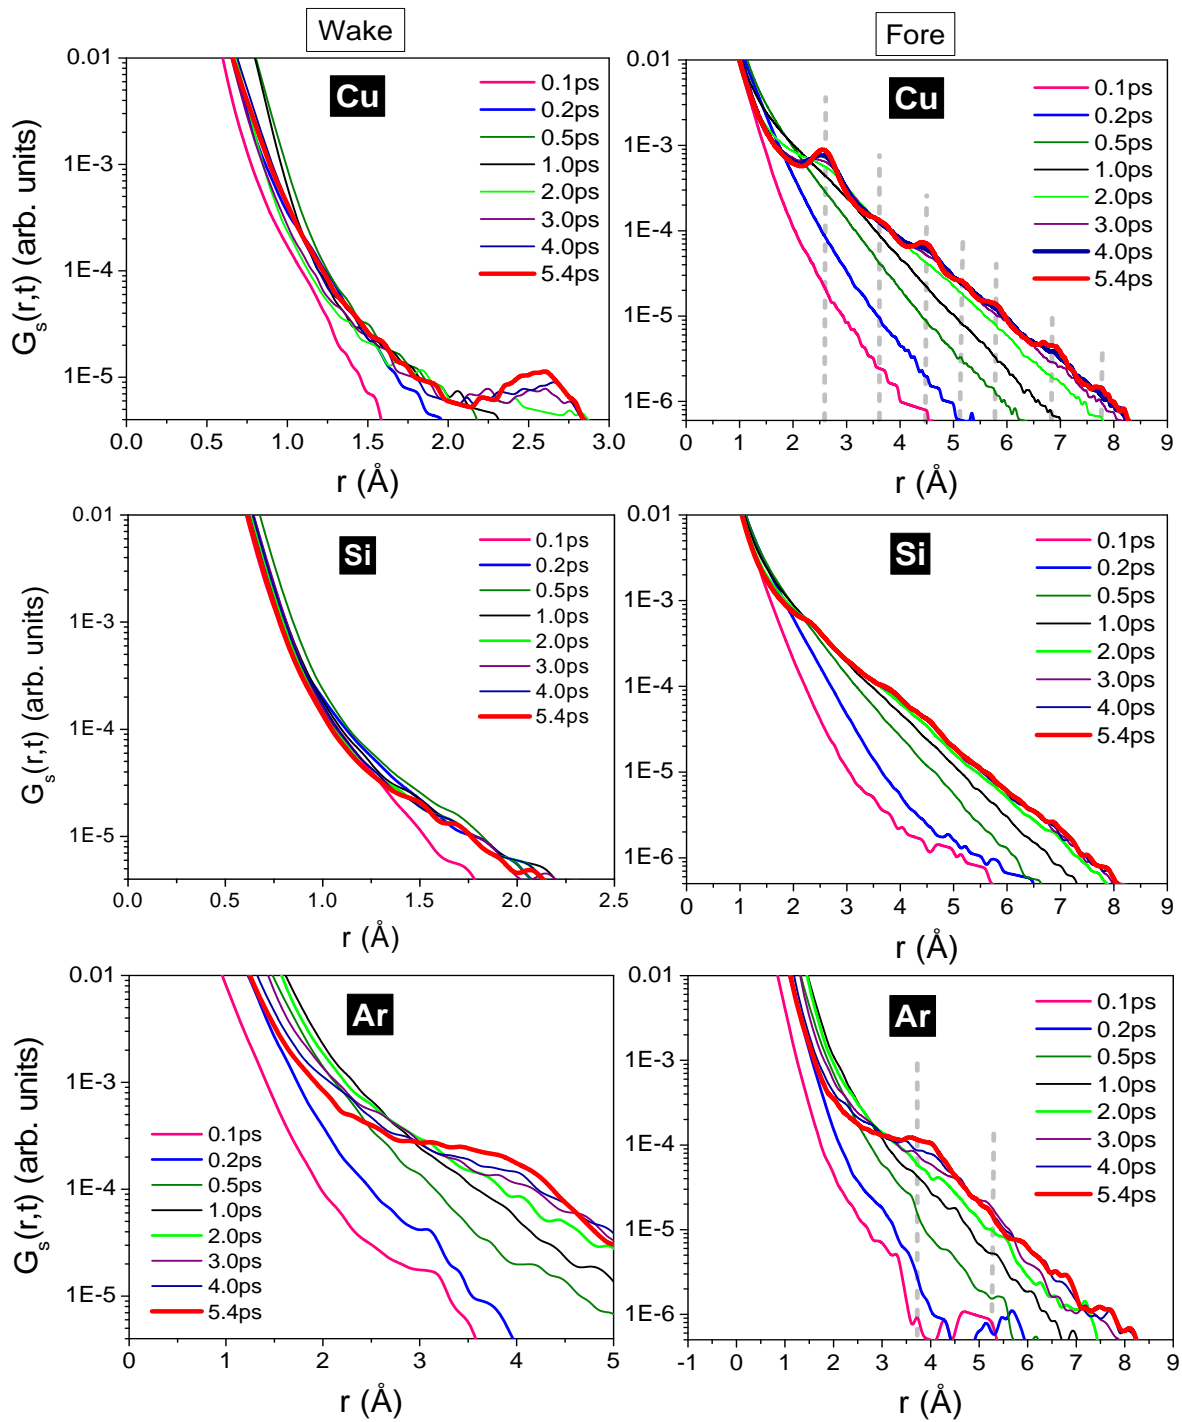 Wake
Fore
Cu
0.01
1E-3
1E-4
1E-5
G_s(r,t) (arb. units)
0.1ps
0.2ps
0.5ps
1.0ps
2.0ps
3.0ps
4.0ps
5.4ps
0.0 0.5 1.0 1.5 2.0 2.5 3.0
r (Å)
Cu
0.01
1E-3
1E-4
1E-5
1E-6
0.1ps
0.2ps
0.5ps
1.0ps
2.0ps
3.0ps
4.0ps
5.4ps
0 1 2 3 4 5 6 7 8 9
r (Å)
Si
0.01
1E-3
1E-4
1E-5
G_s(r,t) (arb. units)
0.1ps
0.2ps
0.5ps
1.0ps
2.0ps
3.0ps
4.0ps
5.4ps
0.0 0.5 1.0 1.5 2.0 2.5
r (Å)
Si
0.01
1E-3
1E-4
1E-5
1E-6
0.1ps
0.2ps
0.5ps
1.0ps
2.0ps
3.0ps
4.0ps
5.4ps
0 1 2 3 4 5 6 7 8 9
r (Å)
Ar
0.01
1E-3
1E-4
1E-5
G_s(r,t) (arb. units)
0.1ps
0.2ps
0.5ps
1.0ps
2.0ps
3.0ps
4.0ps
5.4ps
0 1 2 3 4 5
r (Å)
Ar
0.01
1E-3
1E-4
1E-5
1E-6
0.1ps
0.2ps
0.5ps
1.0ps
2.0ps
3.0ps
4.0ps
5.4ps
-1 0 1 2 3 4 5 6 7 8 9
r (Å)